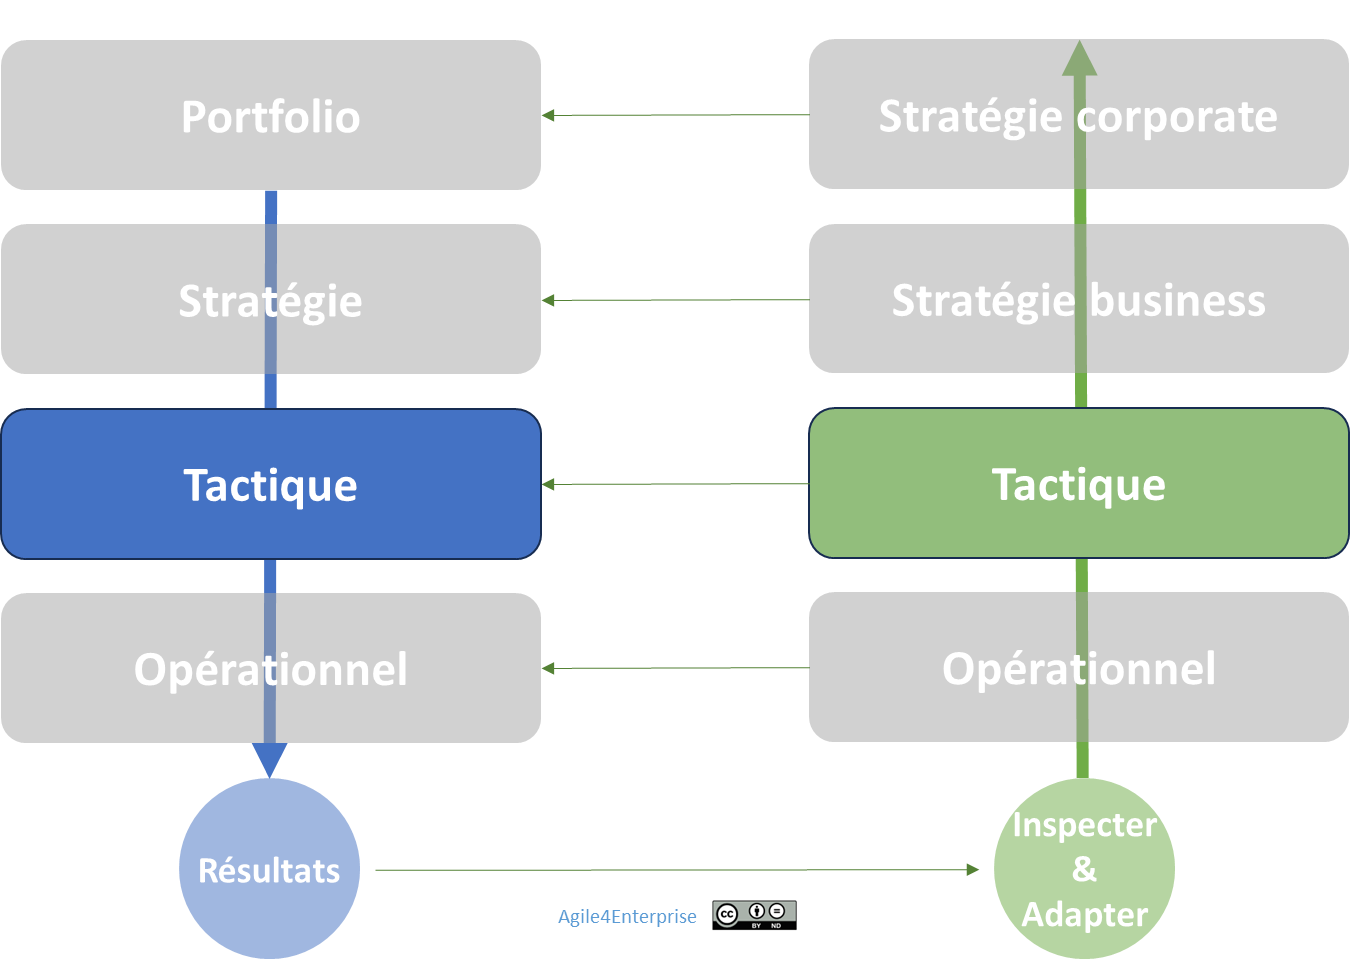 Portfolio
Stratégie corporate
Stratégie
Stratégie business
Tactique
Tactique
Opérationnel
Opérationnel
Résultats
Inspecter
&
Adapter
Agile4Enterprise
cc
BY ND